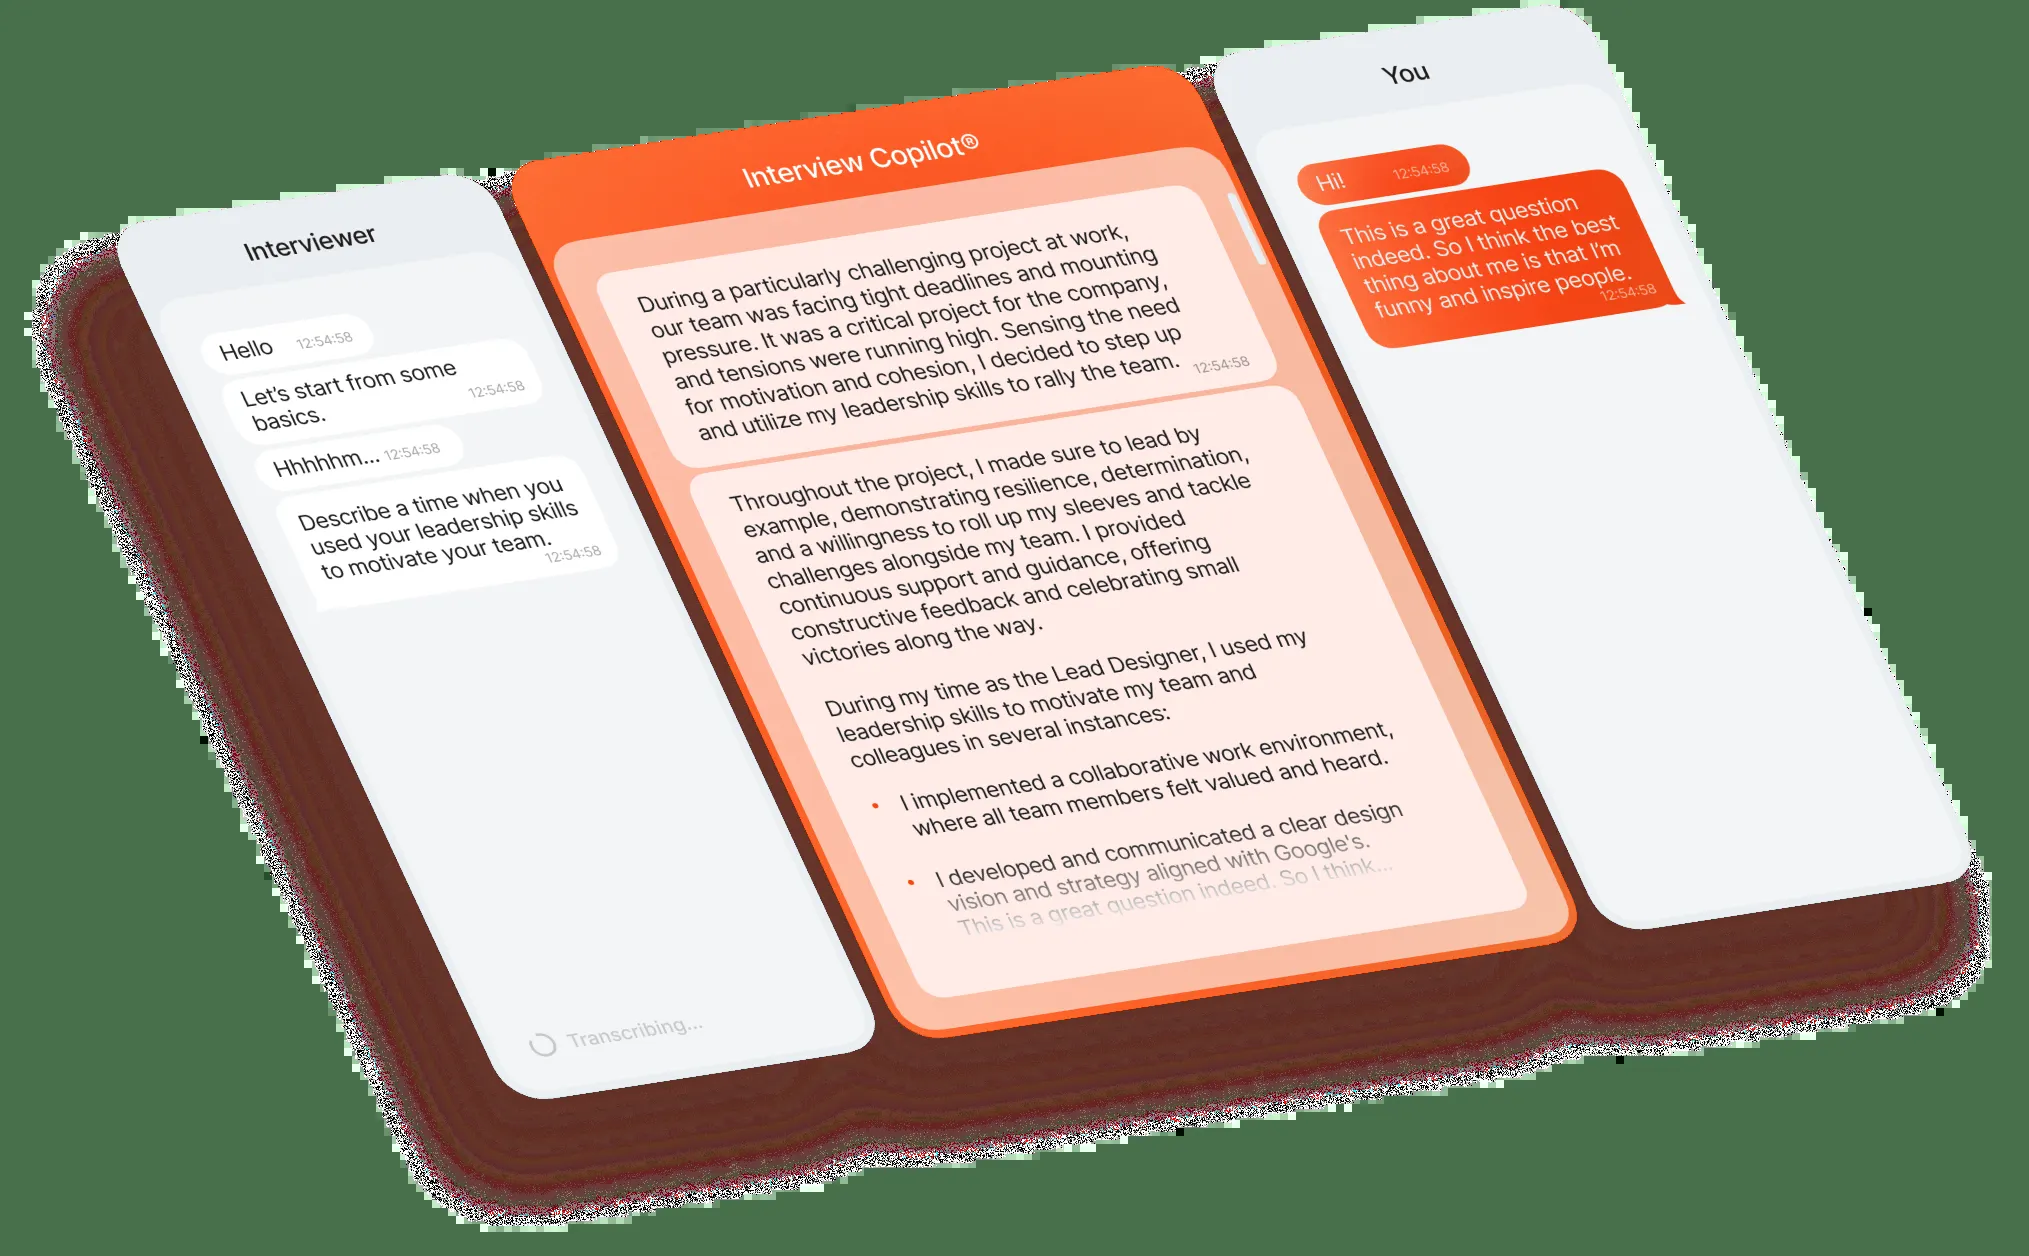 Interviewer
Hello 12:54:58
Let's start from some
basics. 12:54:58
Hhhhhm... 12:54:58
Describe a time when you
used your leadership skills
to motivate your team.
12:54:58
Transcribing...
Interview Copilot®
During a particularly challenging project at work,
our team was facing tight deadlines and mounting
pressure. It was a critical project for the company,
and tensions were running high. Sensing the need
for motivation and cohesion, I decided to step up
and utilize my leadership skills to rally the team. 12:54:58
Throughout the project, I made sure to lead by
example, demonstrating resilience, determination,
and a willingness to roll up my sleeves and tackle
challenges alongside my team. I provided
continuous support and guidance, offering
constructive feedback and celebrating small
victories along the way.
During my time as the Lead Designer, I used my
leadership skills to motivate my team and
colleagues in several instances:
• I implemented a collaborative work environment,
where all team members felt valued and heard.
• I developed and communicated a clear design
vision and strategy aligned with Google's.
This is a great question indeed. So I think...
You
Hi! 12:54:58
This is a great question
indeed. So I think the best
thing about me is that I'm
funny and inspire people.
12:54:58